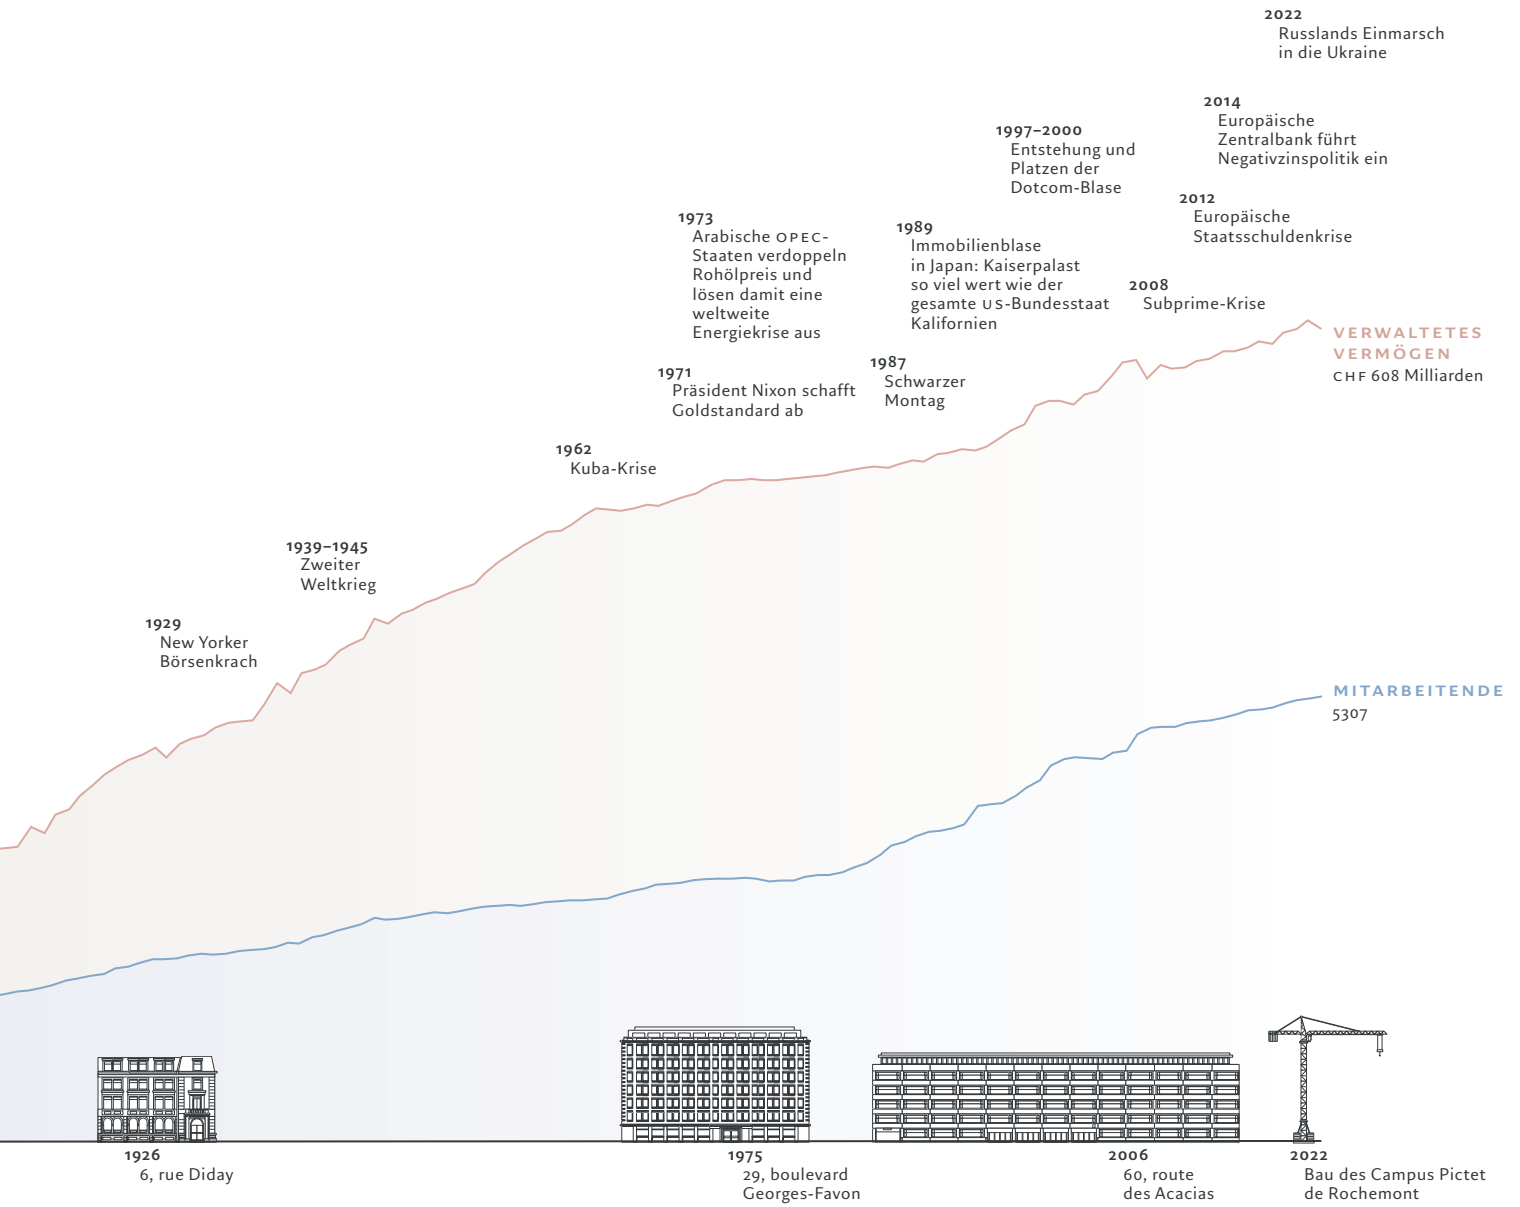 2022
Russlands Einmarsch
in die Ukraine
2014
Europäische
Zentralbank führt
Negativzinspolitik ein
1997–2000
Entstehung und
Platzen der
Dotcom-Blase
2012
Europäische
Staatsschuldenkrise
1973
Arabische OPEC-
Staaten verdoppeln
Rohölpreis und
lösen damit eine
weltweite
Energiekrise aus
1989
Immobilienblase
in Japan: Kaiserpalast
so viel wert wie der
gesamte US-Bundesstaat
Kalifornien
2008
Subprime-Krise
VERWALTETES
VERMÖGEN
CHF 608 Milliarden
1971
Präsident Nixon schafft
Goldstandard ab
1987
Schwarzer
Montag
1962
Kuba-Krise
1939–1945
Zweiter
Weltkrieg
1929
New Yorker
Börsenkrach
MITARBEITENDE
5307
1926
6, rue Diday
1975
29, boulevard
Georges-Favon
2006
60, route
des Acacias
2022
Bau des Campus Pictet
de Rochemont